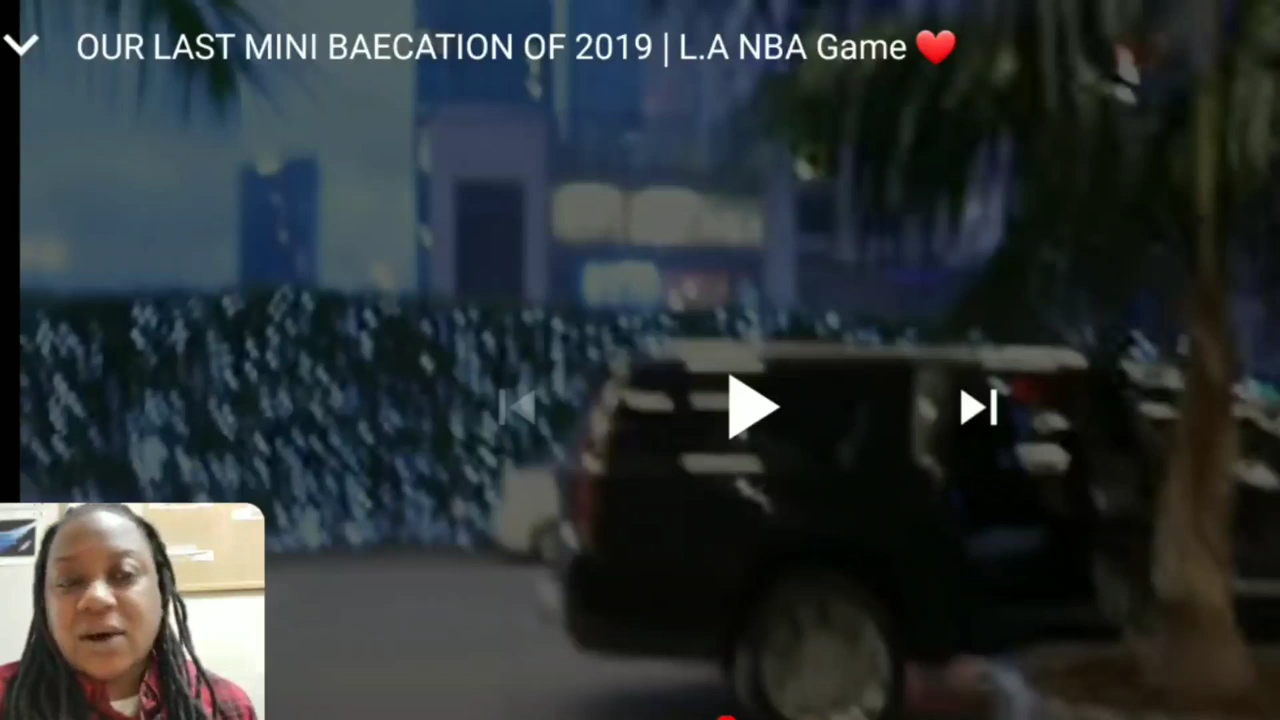 OUR LAST MINI BAECATION OF 2019 | L.A NBA Game ❤️